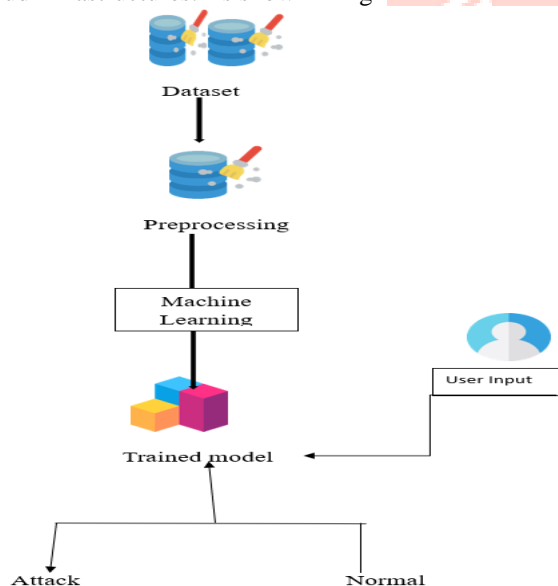 Dataset
Preprocessing
Machine
Learning
User Input
Trained model
Attack
Normal